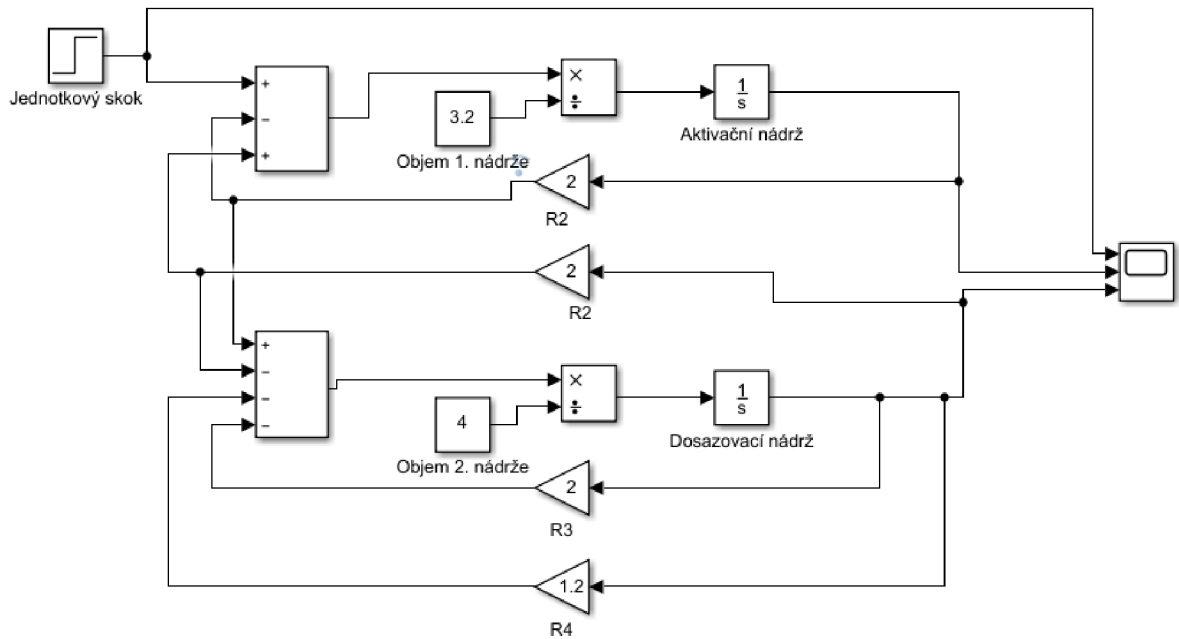 Jednotkový skok
+
−
+
3.2
Objem 1. nádrže
×
÷
1
s
Aktivační nádrž
2
R2
2
R2
+
−
−
−
4
Objem 2. nádrže
×
÷
1
s
Dosazovací nádrž
2
R3
1.2
R4